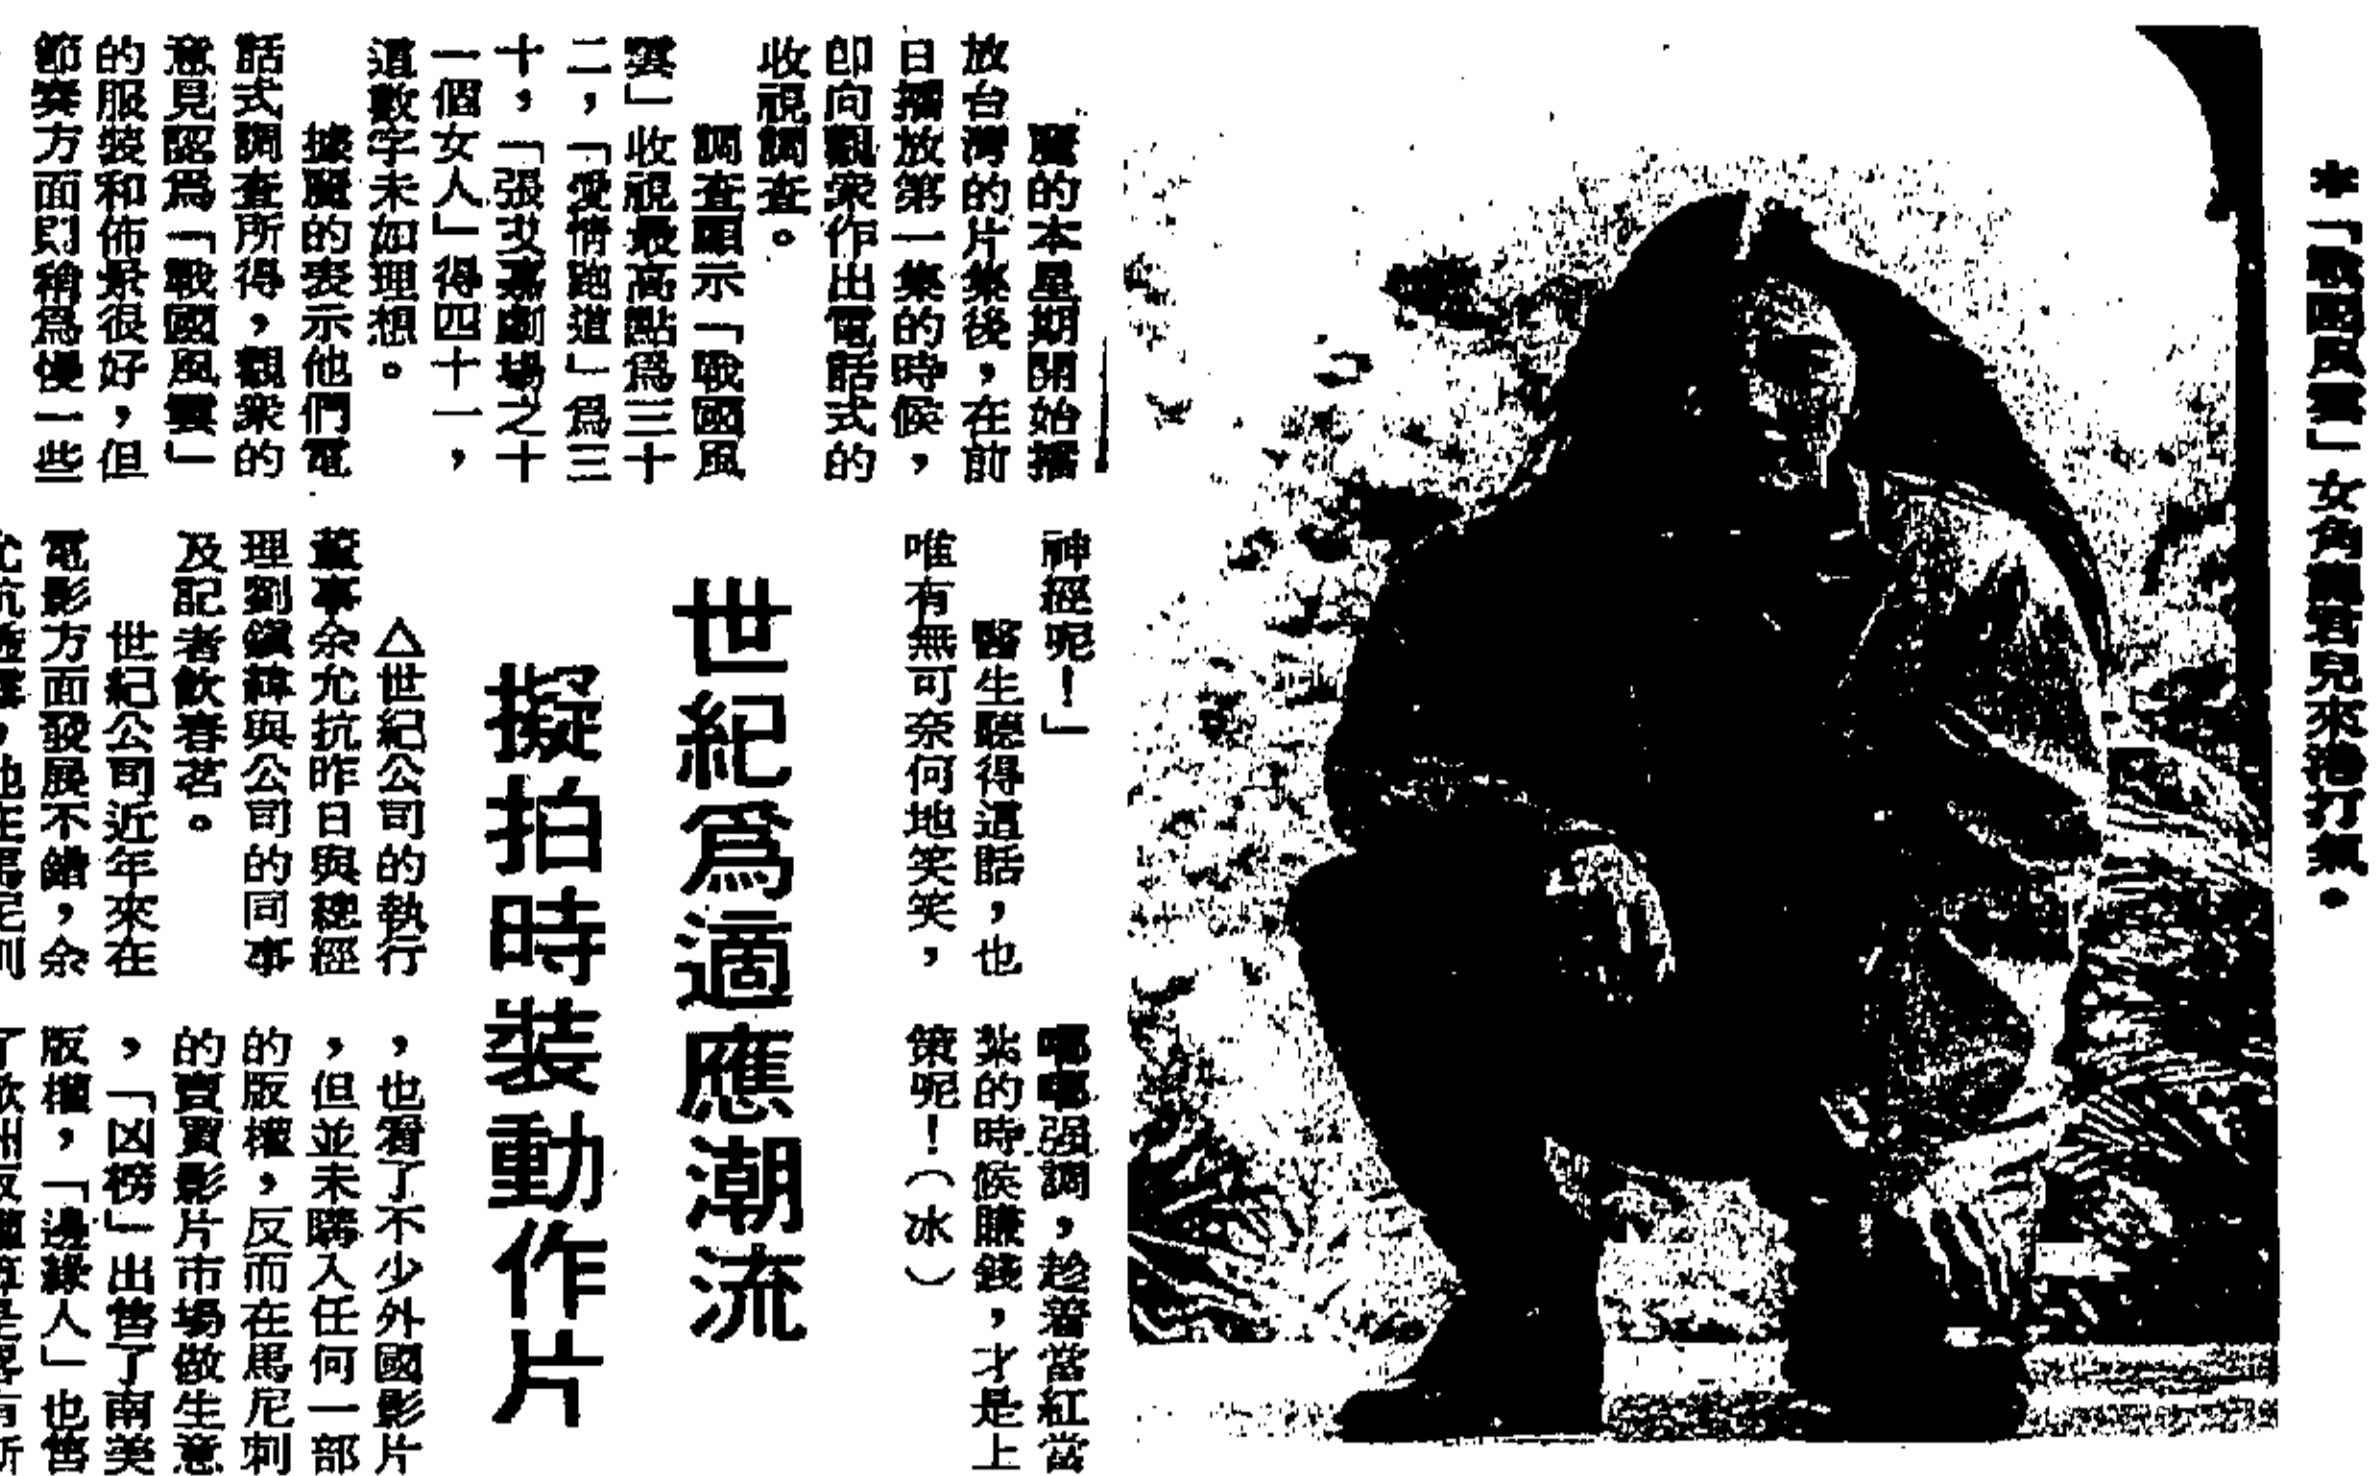 ＊「戰國風雲」女角龔君兒來港打氣。
麗的本星期開始播
放台灣的片集後，在前
日播放第一集的時候，
即向觀衆作出電話式的
收視調查。
調查顯示「戰國風
雲」收視最高點爲三十
二，「愛情跑道」爲三
十，「張艾嘉劇場之十
一個女人」得四十一，
這數字未如理想。
據麗的表示他們電
話式調查所得，觀衆的
意見認爲「戰國風雲」
的服裝和佈景很好，但
節奏方面則稍爲慢一些
神經呢！」
醫生聽得這話，也
唯有無可奈何地笑笑，
嘟嘟强調，趁着當紅當
紮的時候賺錢，才是上
策呢！（冰）
世紀爲適應潮流
擬拍時裝動作片
△世紀公司的執行
董事余允抗昨日與總經
理劉鎮緯與公司的同事
及記者飲春茗。
世紀公司近年來在
電影方面發展不錯，余
，也看了不少外國影片
，但並未購入任何一部
的版權，反而在馬尼刺
的賣買影片市場做生意
，「凶榜」出售了南美
版權，「邊緣人」也售